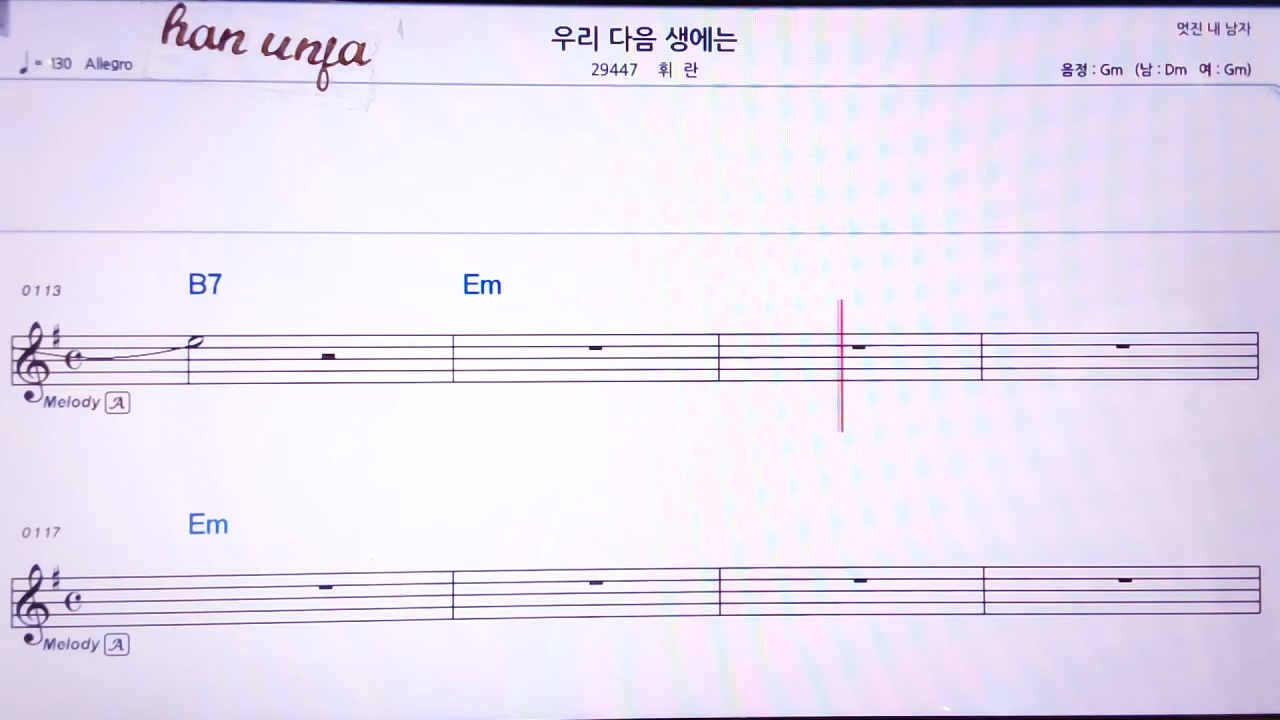 han unfa
우리 다음 생에는
멋진 내 남자
♩= 130 Allegro
29447 휘 란
음정 : Gm (남 : Dm 여 : Gm)
B7 Em
0113
Melody A
Em
0117
Melody A